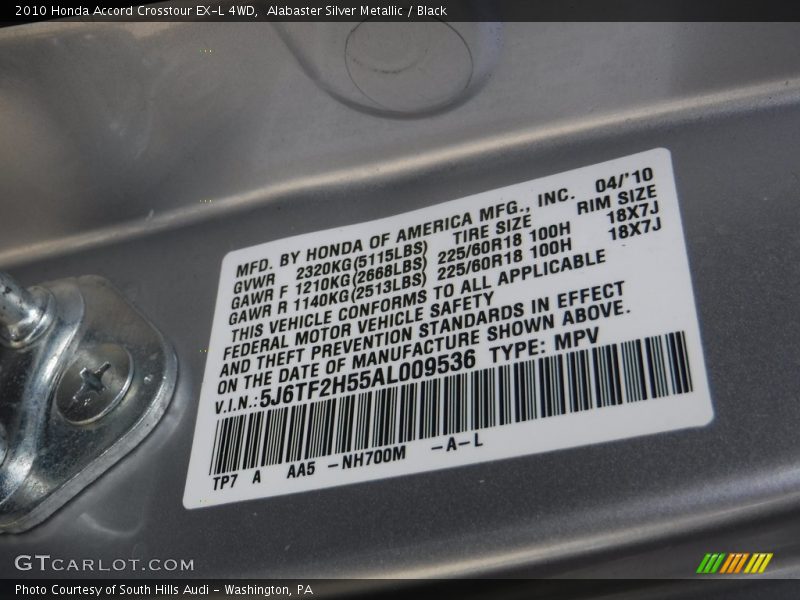 2010 Honda Accord Crosstour EX-L 4WD,  Alabaster Silver Metallic / Black
MFD. BY HONDA OF AMERICA MFG., INC. 04/'10
GVWR 2320KG(5115LBS) TIRE SIZE RIM SIZE
GAWR F 1210KG(2668LBS) 225/60R18 100H 18X7J
GAWR R 1140KG(2513LBS) 225/60R18 100H 18X7J
THIS VEHICLE CONFORMS TO ALL APPLICABLE
FEDERAL MOTOR VEHICLE SAFETY
AND THEFT PREVENTION STANDARDS IN EFFECT
ON THE DATE OF MANUFACTURE SHOWN ABOVE.
V.I.N.:5J6TF2H55AL009536 TYPE: MPV
TP7 A AA5 -NH700M -A-L
GTCARLOT.COM
Photo Courtesy of South Hills Audi - Washington, PA